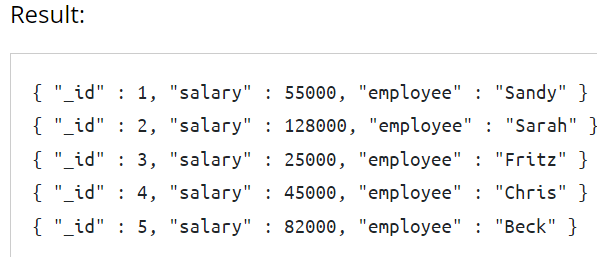 Result:
{ "_id" : 1, "salary" : 55000, "employee" : "Sandy" }
{ "_id" : 2, "salary" : 128000, "employee" : "Sarah" }
{ "_id" : 3, "salary" : 25000, "employee" : "Fritz" }
{ "_id" : 4, "salary" : 45000, "employee" : "Chris" }
{ "_id" : 5, "salary" : 82000, "employee" : "Beck" }